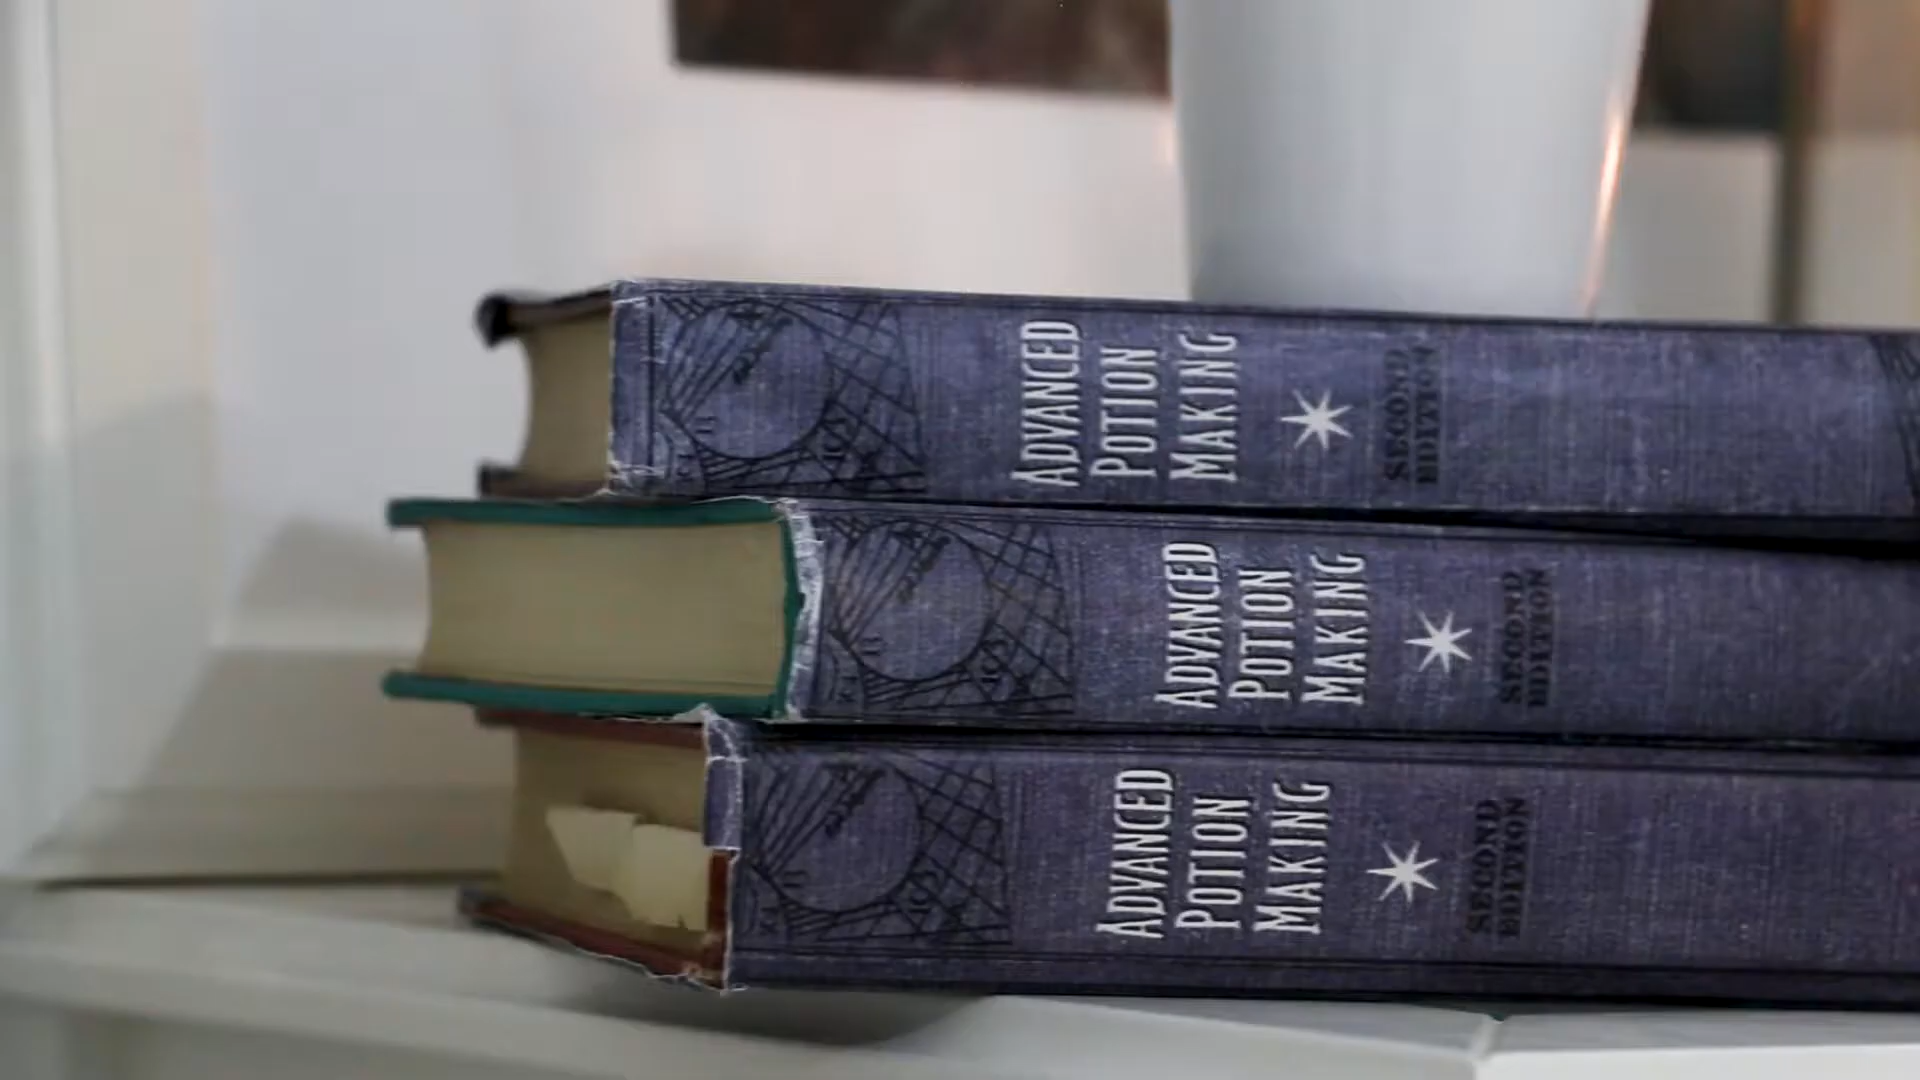 ADVANCED
POTION
MAKING
SECOND
EDITION
ADVANCED
POTION
MAKING
SECOND
EDITION
ADVANCED
POTION
MAKING
SECOND
EDITION